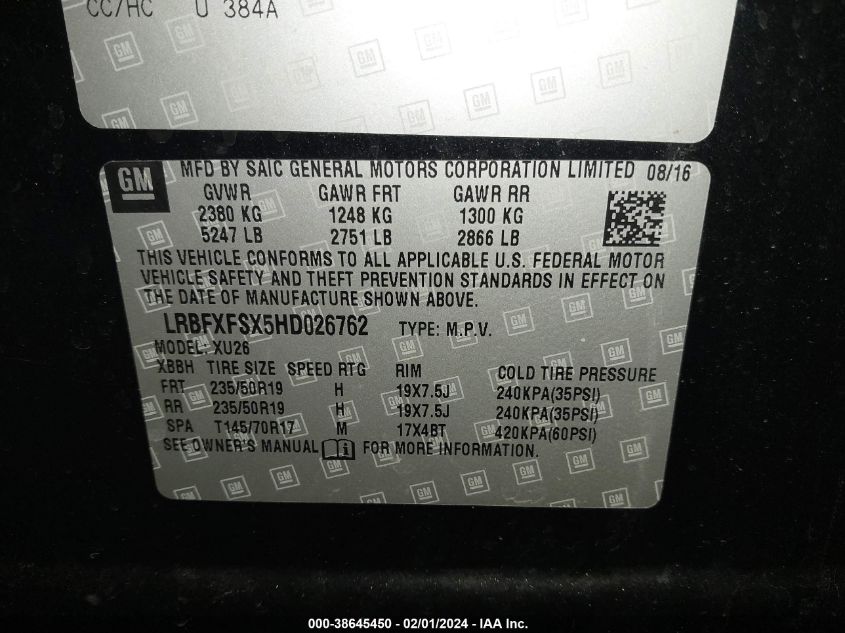 CC/HC U 384A
GM MFD BY SAIC GENERAL MOTORS CORPORATION LIMITED 08/16
GVWR GAWR FRT GAWR RR
2380 KG 1248 KG 1300 KG
5247 LB 2751 LB 2866 LB
THIS VEHICLE CONFORMS TO ALL APPLICABLE U.S. FEDERAL MOTOR
VEHICLE SAFETY AND THEFT PREVENTION STANDARDS IN EFFECT ON
THE DATE OF MANUFACTURE SHOWN ABOVE.
LRBFXFSX5HD026762 TYPE: M.P.V.
MODEL: XU26
XBBH TIRE SIZE SPEED RTG RIM COLD TIRE PRESSURE
FRT 235/50R19 H 19X7.5J 240KPA(35PSI)
RR 235/50R19 H 19X7.5J 240KPA(35PSI)
SPA T145/70R17 M 17X4BT 420KPA(60PSI)
SEE OWNER'S MANUAL FOR MORE INFORMATION.
000-38645450 - 02/01/2024 - IAA Inc.